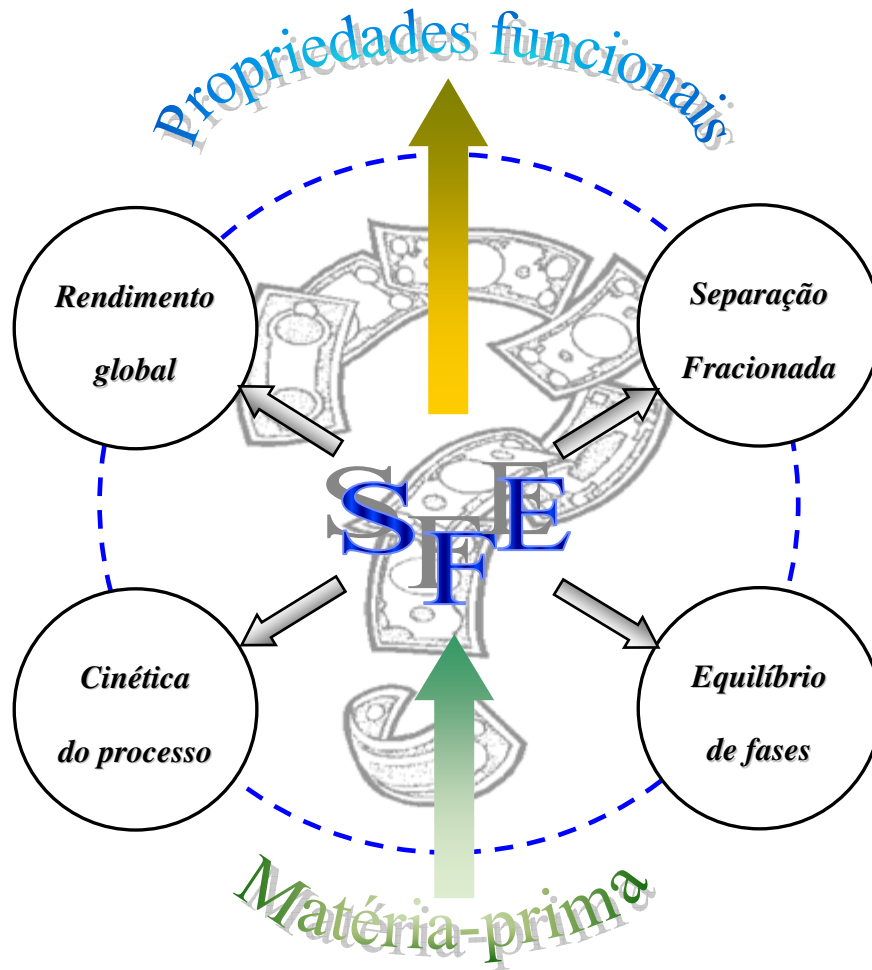 Propriedades funcionais
Rendimento
global
Separação
Fracionada
SFE
Cinética
do processo
Equilíbrio
de fases
Matéria-prima